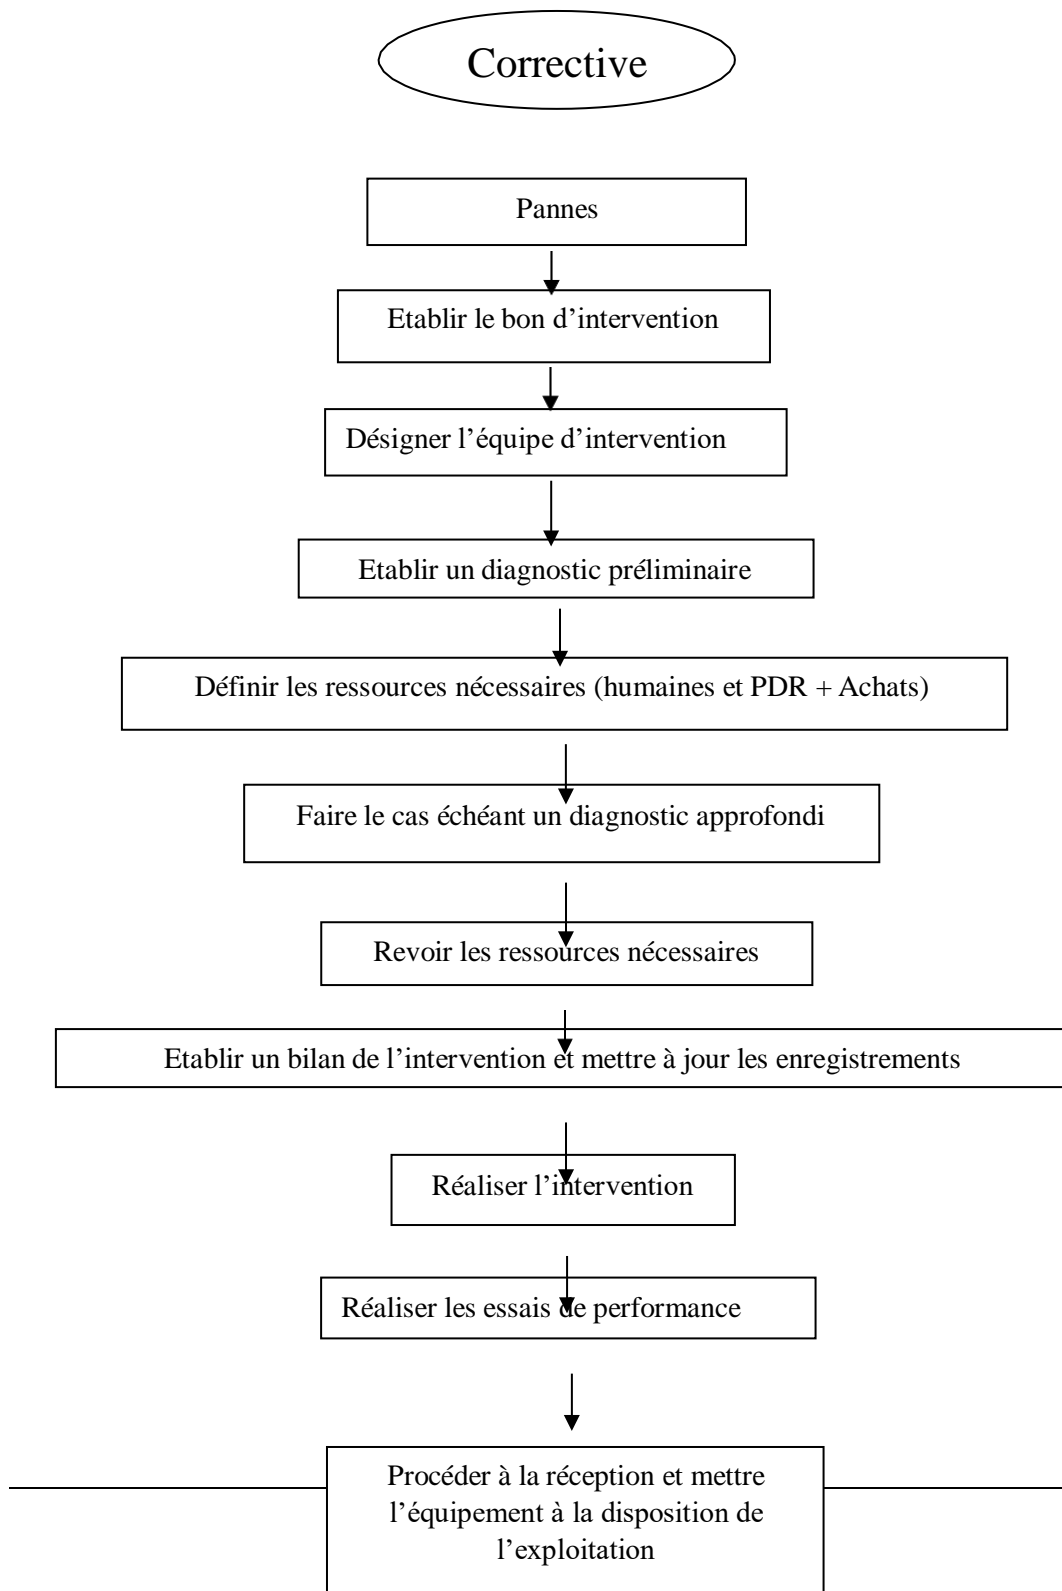 Corrective
Pannes
Etablir le bon d’intervention
Désigner l’équipe d’intervention
Etablir un diagnostic préliminaire
Définir les ressources nécessaires (humaines et PDR + Achats)
Faire le cas échéant un diagnostic approfondi
Revoir les ressources nécessaires
Etablir un bilan de l’intervention et mettre à jour les enregistrements
Réaliser l’intervention
Réaliser les essais de performance
Procéder à la réception et mettre
l’équipement à la disposition de
l’exploitation